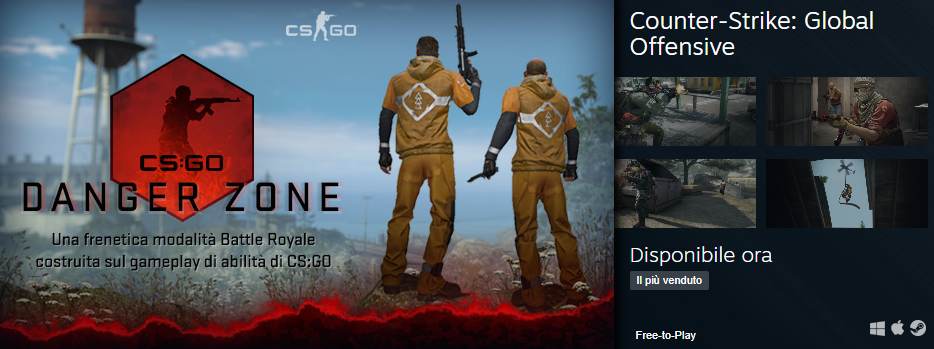 CS GO
CS:GO
DANGER ZONE
Una frenetica modalità Battle Royale
costruita sul gameplay di abilità di CS;GO
Counter-Strike: Global
Offensive
Disponibile ora
Il più venduto
Free-to-Play